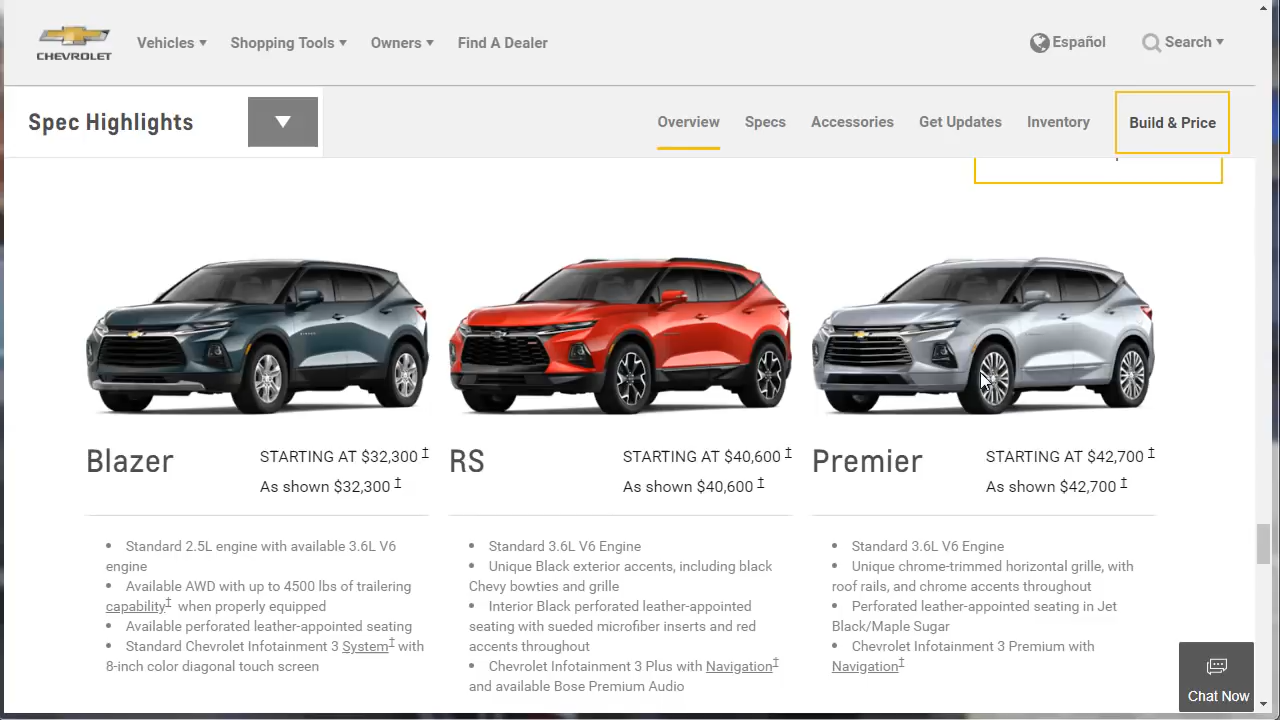 CHEVROLET
Vehicles
Shopping Tools
Owners
Find A Dealer
Español
Search
Spec Highlights
Overview
Specs
Accessories
Get Updates
Inventory
Build & Price
Blazer
STARTING AT $32,300 ‡
As shown $32,300 ‡
• Standard 2.5L engine with available 3.6L V6
engine
• Available AWD with up to 4500 lbs of trailering
capability‡ when properly equipped
• Available perforated leather-appointed seating
• Standard Chevrolet Infotainment 3 System‡ with
8-inch color diagonal touch screen
RS
STARTING AT $40,600 ‡
As shown $40,600 ‡
• Standard 3.6L V6 Engine
• Unique Black exterior accents, including black
Chevy bowties and grille
• Interior Black perforated leather-appointed
seating with sueded microfiber inserts and red
accents throughout
• Chevrolet Infotainment 3 Plus with Navigation‡
and available Bose Premium Audio
Premier
STARTING AT $42,700 ‡
As shown $42,700 ‡
• Standard 3.6L V6 Engine
• Unique chrome-trimmed horizontal grille, with
roof rails, and chrome accents throughout
• Perforated leather-appointed seating in Jet
Black/Maple Sugar
• Chevrolet Infotainment 3 Premium with
Navigation‡
Chat Now